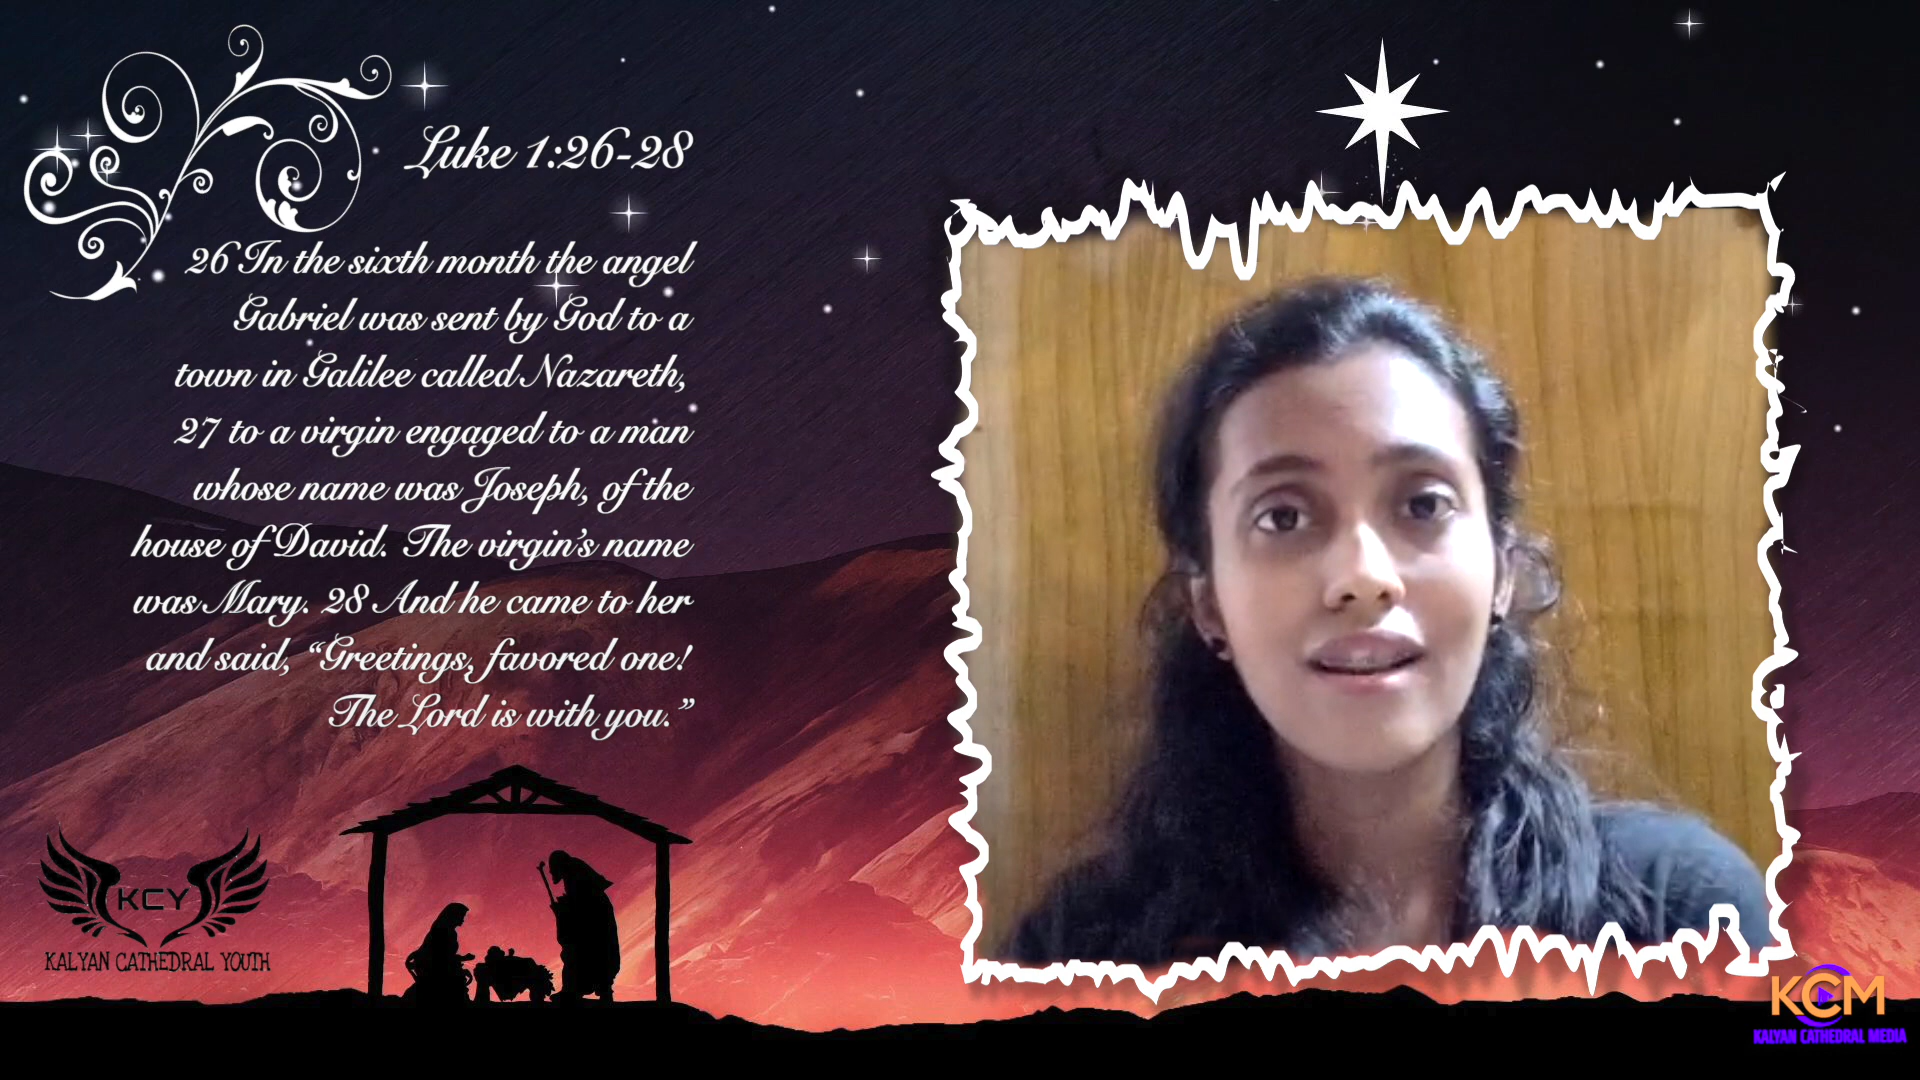 Luke 1:26-28
26 In the sixth month the angel
Gabriel was sent by God to a
town in Galilee called Nazareth,
27 to a virgin engaged to a man
whose name was Joseph, of the
house of David. The virgin’s name
was Mary. 28 And he came to her
and said, “Greetings, favored one!
The Lord is with you.”
KCY
KALYAN CATHEDRAL YOUTH
KCM
KALYAN CATHEDRAL MEDIA